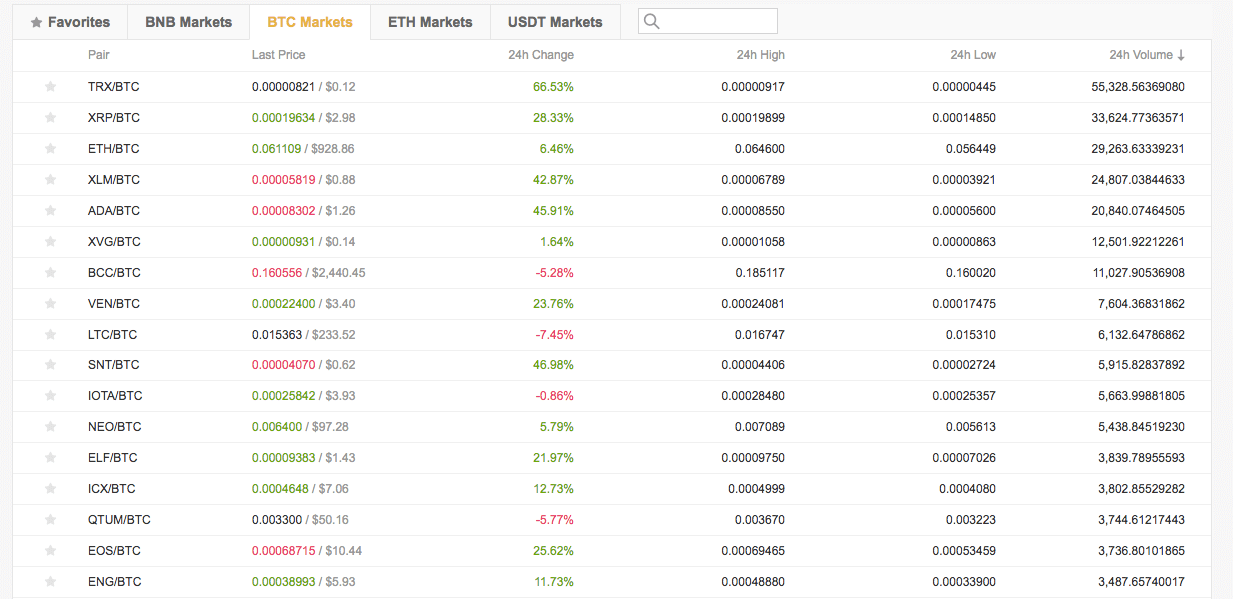 Favorites BNB Markets BTC Markets ETH Markets USDT Markets
Pair Last Price 24h Change 24h High 24h Low 24h Volume ↓
TRX/BTC 0.00000821 / $0.12 66.53% 0.00000917 0.00000445 55,328.56369080
XRP/BTC 0.00019634 / $2.98 28.33% 0.00019899 0.00014850 33,624.77363571
ETH/BTC 0.061109 / $928.86 6.46% 0.064600 0.056449 29,263.63339231
XLM/BTC 0.00005819 / $0.88 42.87% 0.00006789 0.00003921 24,807.03844633
ADA/BTC 0.00008302 / $1.26 45.91% 0.00008550 0.00005600 20,840.07464505
XVG/BTC 0.00000931 / $0.14 1.64% 0.00001058 0.00000863 12,501.92212261
BCC/BTC 0.160556 / $2,440.45 -5.28% 0.185117 0.160020 11,027.90536908
VEN/BTC 0.00022400 / $3.40 23.76% 0.00024081 0.00017475 7,604.36831862
LTC/BTC 0.015363 / $233.52 -7.45% 0.016747 0.015310 6,132.64786862
SNT/BTC 0.00004070 / $0.62 46.98% 0.00004406 0.00002724 5,915.82837892
IOTA/BTC 0.00025842 / $3.93 -0.86% 0.00028480 0.00025357 5,663.99881805
NEO/BTC 0.006400 / $97.28 5.79% 0.007089 0.005613 5,438.84519230
ELF/BTC 0.00009383 / $1.43 21.97% 0.00009750 0.00007026 3,839.78955593
ICX/BTC 0.0004648 / $7.06 12.73% 0.0004999 0.0004080 3,802.85529282
QTUM/BTC 0.003300 / $50.16 -5.77% 0.003670 0.003223 3,744.61217443
EOS/BTC 0.00068715 / $10.44 25.62% 0.00069465 0.00053459 3,736.80101865
ENG/BTC 0.00038993 / $5.93 11.73% 0.00048880 0.00033900 3,487.65740017